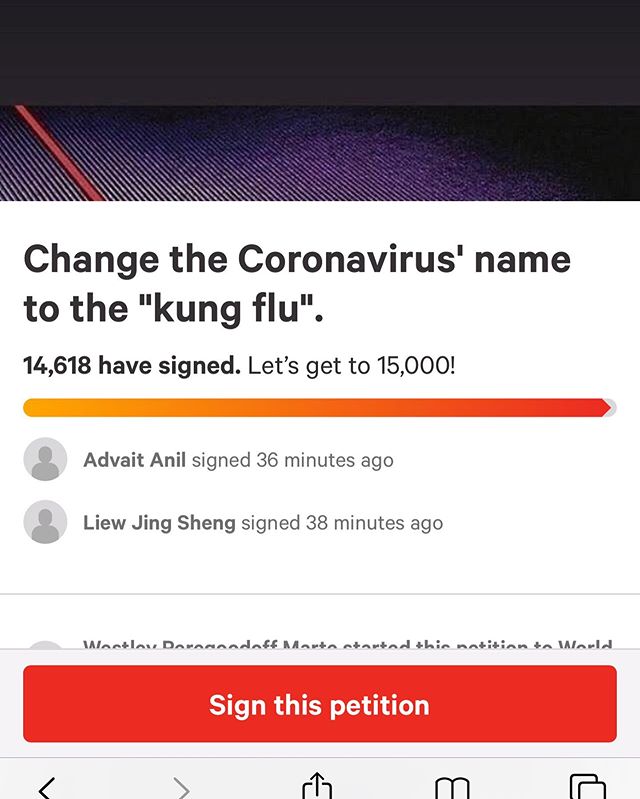 Change the Coronavirus' name
to the "kung flu".
14,618 have signed. Let's get to 15,000!
Advait Anil signed 36 minutes ago
Liew Jing Sheng signed 38 minutes ago
Westley Peregoodoff Marte started this petition to World
Sign this petition